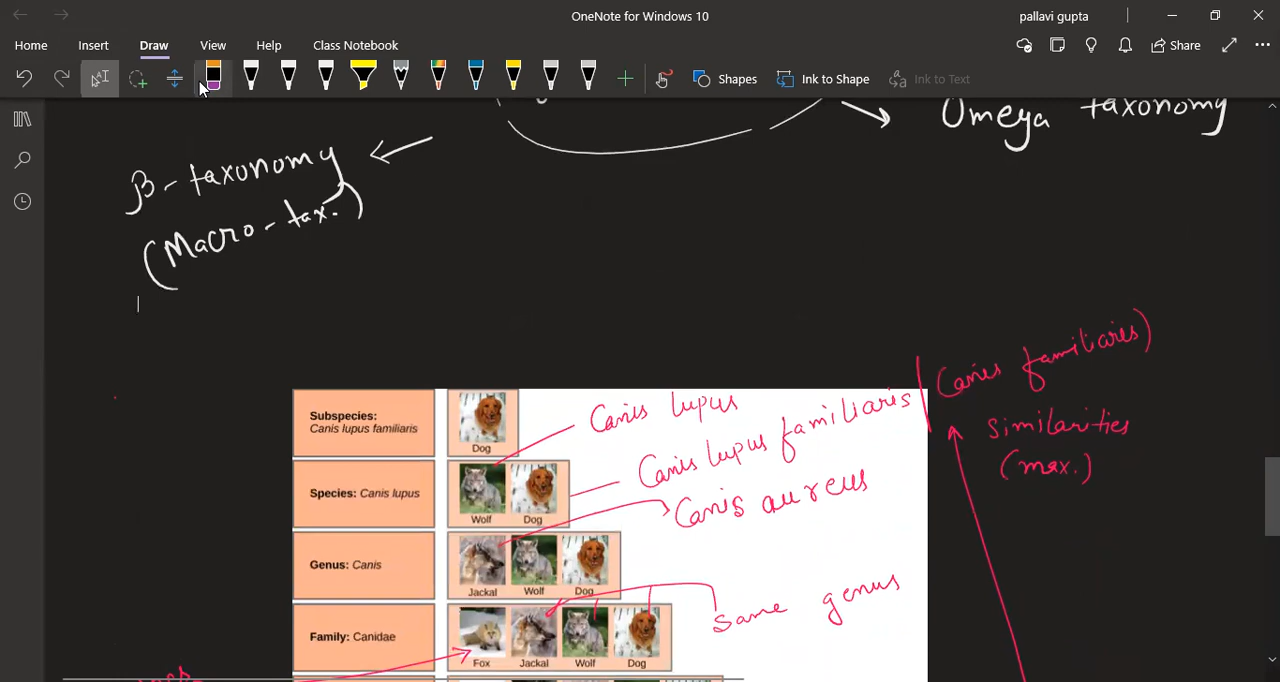 OneNote for Windows 10
pallavi gupta
Home Insert Draw View Help Class Notebook
Share
Shapes Ink to Shape Ink to Text
Omega taxonomy
β-taxonomy
(Macro-tax.)
(Canis familiares)
Similarities
(max.)
Subspecies:
Canis lupus familiaris
Dog
Canis lupus
Canis lupus familiaris
Species: Canis lupus
Wolf Dog
Canis aureus
Genus: Canis
Jackal Wolf Dog
Same genus
Family: Canidae
Fox Jackal Wolf Dog